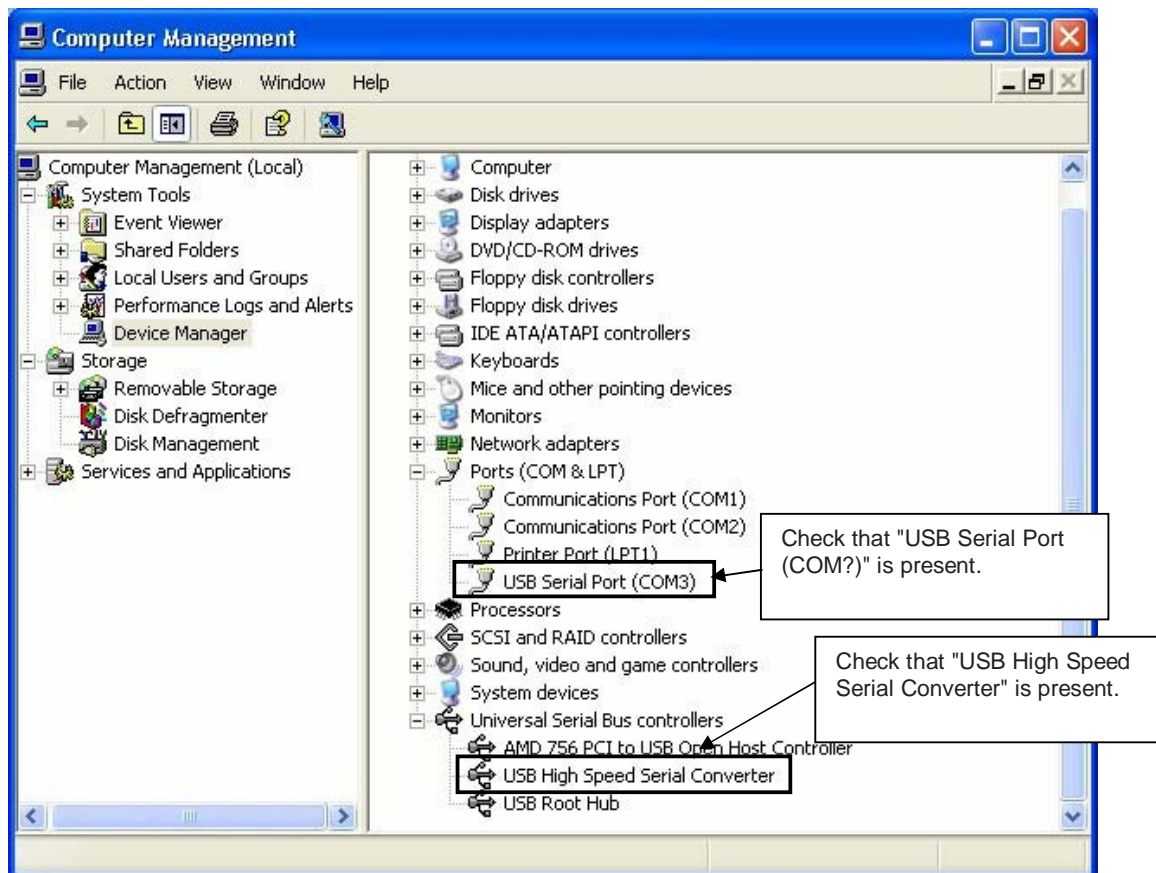 Computer Management
File Action View Window Help
Computer Management (Local)
System Tools
Event Viewer
Shared Folders
Local Users and Groups
Performance Logs and Alerts
Device Manager
Storage
Removable Storage
Disk Defragmenter
Disk Management
Services and Applications
Computer
Disk drives
Display adapters
DVD/CD-ROM drives
Floppy disk controllers
Floppy disk drives
IDE ATA/ATAPI controllers
Keyboards
Mice and other pointing devices
Monitors
Network adapters
Ports (COM & LPT)
Communications Port (COM1)
Communications Port (COM2)
Printer Port (LPT1)
USB Serial Port (COM3)
Processors
SCSI and RAID controllers
Sound, video and game controllers
System devices
Universal Serial Bus controllers
AMD 756 PCI to USB Open Host Controller
USB High Speed Serial Converter
USB Root Hub
Check that "USB Serial Port
(COM?)" is present.
Check that "USB High Speed
Serial Converter" is present.